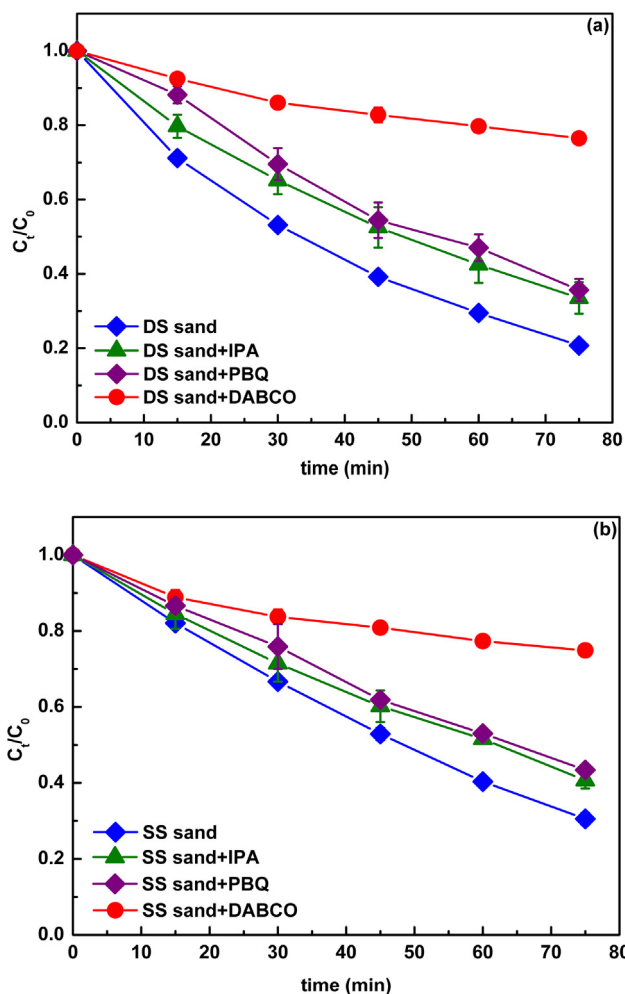 (a)
1.0
0.8
0.6
0.4
0.2
0.0
Ct/C0
DS sand
DS sand+IPA
DS sand+PBQ
DS sand+DABCO
0 10 20 30 40 50 60 70 80
time (min)
(b)
1.0
0.8
0.6
0.4
0.2
0.0
Ct/C0
SS sand
SS sand+IPA
SS sand+PBQ
SS sand+DABCO
0 10 20 30 40 50 60 70 80
time (min)